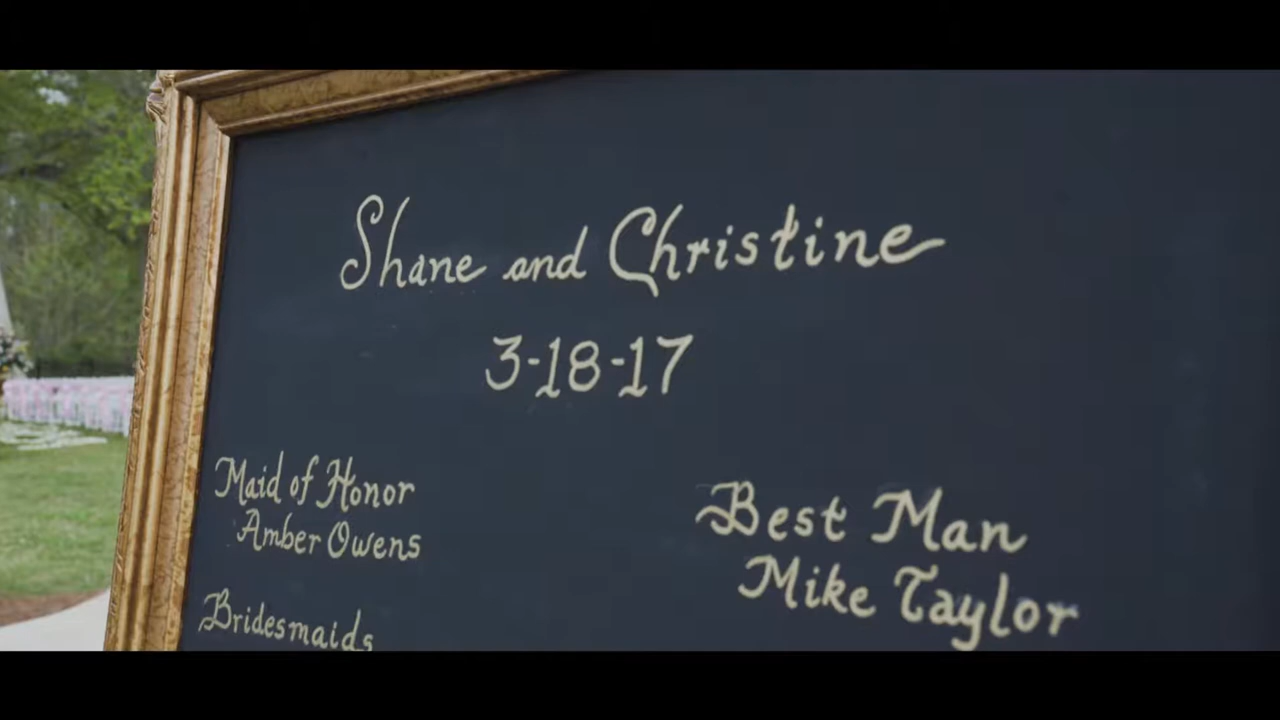 Shane and Christine
3-18-17
Maid of Honor
Amber Owens
Bridesmaids
Best Man
Mike Taylor